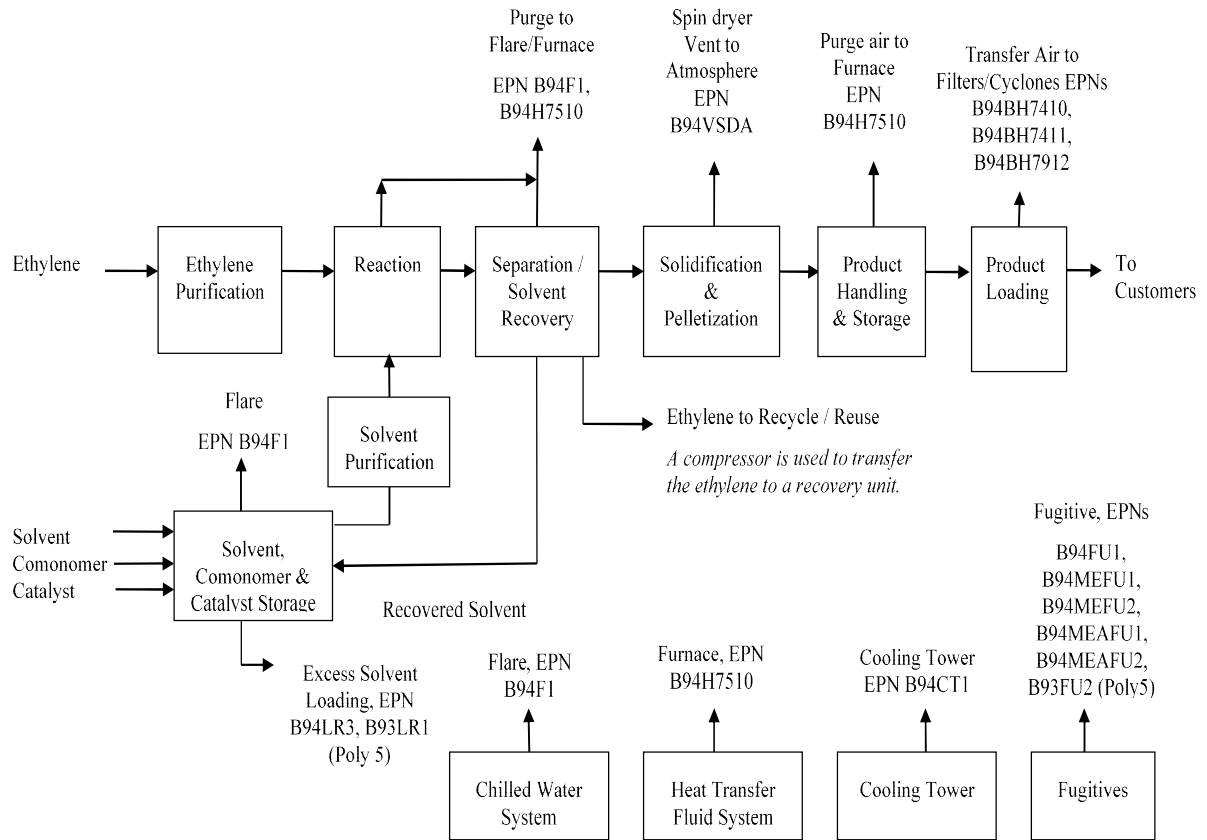 Purge to
Flare/Furnace
EPN B94F1,
B94H7510
Spin dryer
Vent to
Atmosphere
EPN
B94VSDA
Purge air to
Furnace
EPN
B94H7510
Transfer Air to
Filters/Cyclones EPNs
B94BH7410,
B94BH7411,
B94BH7912
Ethylene
Ethylene
Purification
Reaction
Separation /
Solvent
Recovery
Solidification
&
Pelletization
Product
Handling
& Storage
Product
Loading
To
Customers
Flare
EPN B94F1
Solvent
Purification
Ethylene to Recycle / Reuse
A compressor is used to transfer
the ethylene to a recovery unit.
Solvent
Comonomer
Catalyst
Solvent,
Comonomer &
Catalyst Storage
Recovered Solvent
Excess Solvent
Loading, EPN
B94LR3, B93LR1
(Poly 5)
Flare, EPN
B94F1
Furnace, EPN
B94H7510
Cooling Tower
EPN B94CT1
Fugitive, EPNs
B94FU1,
B94MEFU1,
B94MEFU2,
B94MEAFU1,
B94MEAFU2,
B93FU2 (Poly5)
Chilled Water
System
Heat Transfer
Fluid System
Cooling Tower
Fugitives